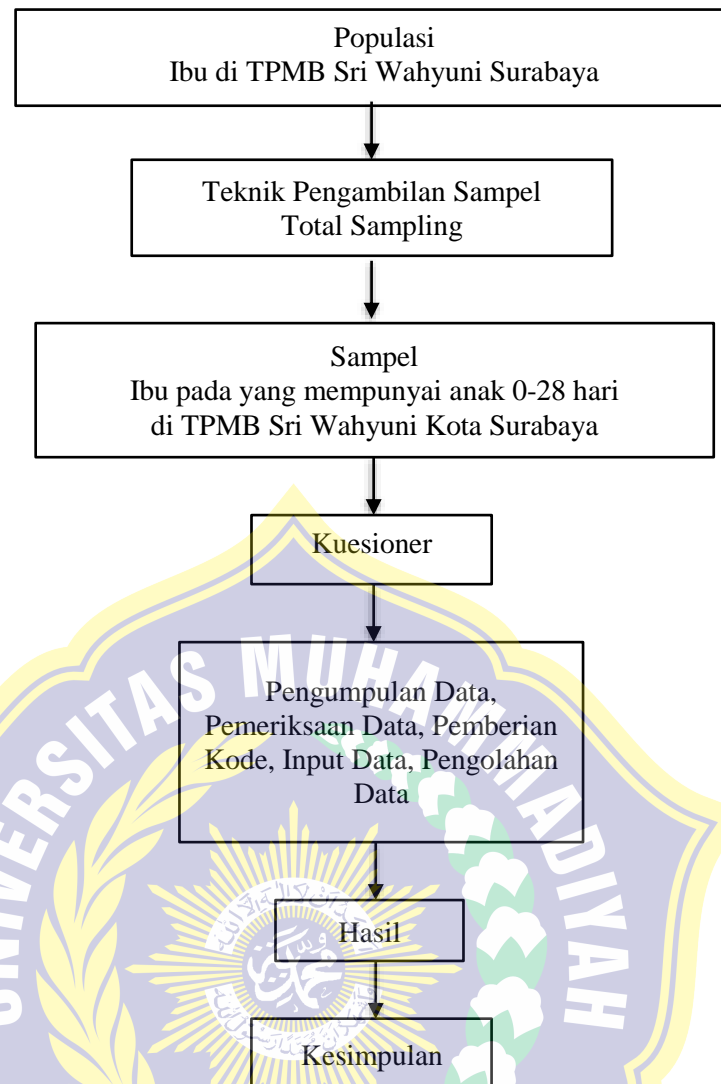 Populasi
Ibu di TPMB Sri Wahyuni Surabaya
Teknik Pengambilan Sampel
Total Sampling
Sampel
Ibu pada yang mempunyai anak 0-28 hari
di TPMB Sri Wahyuni Kota Surabaya
Kuesioner
Pengumpulan Data,
Pemeriksaan Data, Pemberian
Kode, Input Data, Pengolahan
Data
Hasil
Kesimpulan
UNIVERSITAS MUHAMMADIYAH